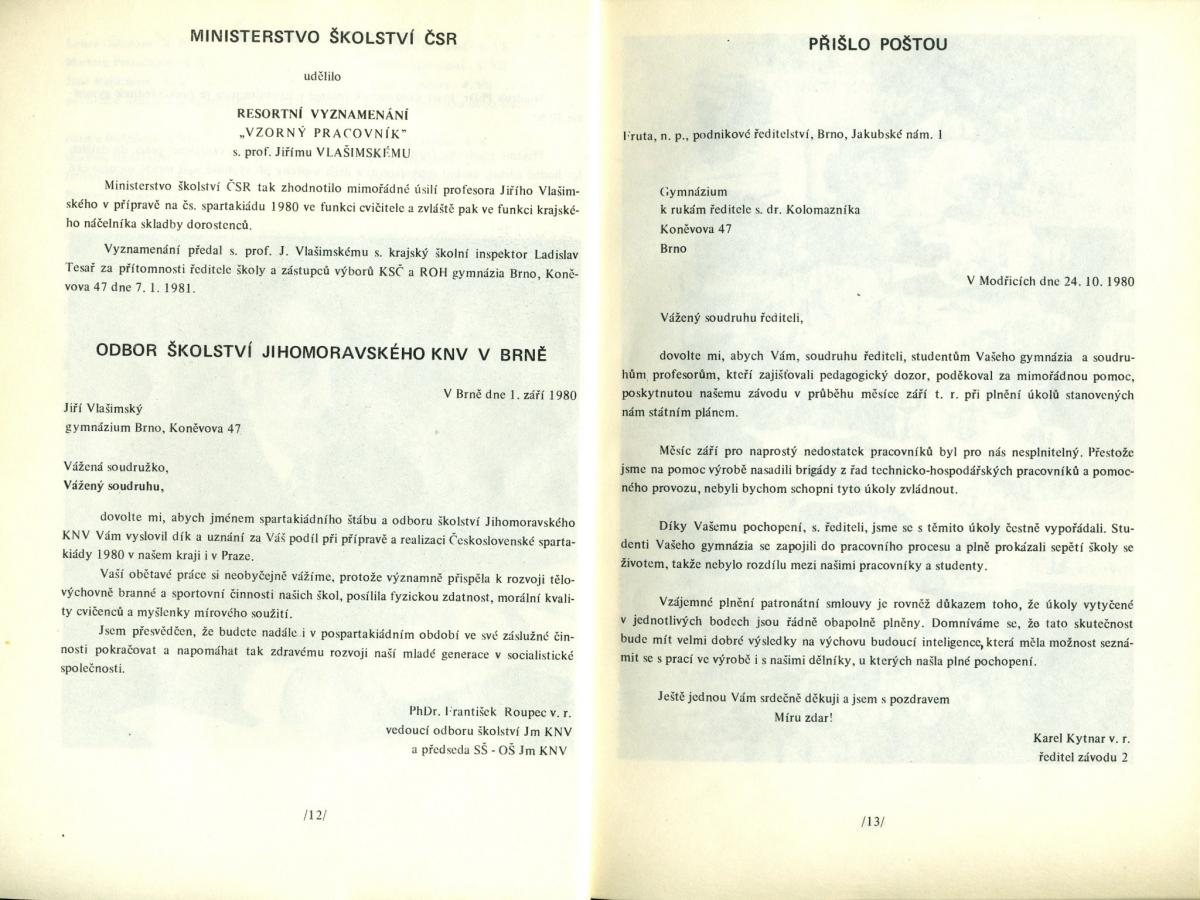 MINISTERSTVO ŠKOLSTVÍ ČSR
udělilo
RESORTNÍ VYZNAMENÁNÍ
„VZORNÝ PRACOVNÍK”
s. prof. Jiřímu VLAŠIMSKÉMU
Ministerstvo školství ČSR tak zhodnotilo mimořádné úsilí profesora Jiřího Vlašim-
ského v přípravě na čs. spartakiádu 1980 ve funkci cvičitele a zvláště pak ve funkci krajské-
ho náčelníka skladby dorostenců.
Vyznamenání předal s. prof. J. Vlašimskému s. krajský školní inspektor Ladislav
Tesař za přítomnosti ředitele školy a zástupců výborů KSČ a ROH gymnázia Brno, Koně-
vova 47 dne 7. 1. 1981.
ODBOR ŠKOLSTVÍ JIHOMORAVSKÉHO KNV V BRNĚ
V Brně dne 1. září 1980
Jiří Vlašimský
gymnázium Brno, Koněvova 47
Vážená soudružko,
Vážený soudruhu,
dovolte mi, abych jménem spartakiádního štábu a odboru školství Jihomoravského
KNV Vám vyslovil dík a uznání za Váš podíl při přípravě a realizaci Československé sparta-
kiády 1980 v našem kraji i v Praze.
Vaší obětavé práce si neobyčejně vážíme, protože významně přispěla k rozvoji tělo-
výchovně branné a sportovní činnosti našich škol, posílila fyzickou zdatnost, morální kvali-
ty cvičenců a myšlenky mírového soužití.
Jsem přesvědčen, že budete nadále i v pospartakiádním období ve své záslužné čin-
nosti pokračovat a napomáhat tak zdravému rozvoji naší mladé generace v socialistické
společnosti.
PhDr. František Roupec v. r.
vedoucí odboru školství Jm KNV
a předseda SŠ - OŠ Jm KNV
/12/
PŘIŠLO POŠTOU
Fruta, n. p., podnikové ředitelství, Brno, Jakubské nám. 1
Gymnázium
k rukám ředitele s. dr. Kolomazníka
Koněvova 47
Brno
V Modřicích dne 24. 10. 1980
Vážený soudruhu řediteli,
dovolte mi, abych Vám, soudruhu řediteli, studentům Vašeho gymnázia a soudru-
hům profesorům, kteří zajišťovali pedagogický dozor, poděkoval za mimořádnou pomoc,
poskytnutou našemu závodu v průběhu měsíce září t. r. při plnění úkolů stanovených
nám státním plánem.
Měsíc září pro naprostý nedostatek pracovníků byl pro nás nesplnitelný. Přestože
jsme na pomoc výrobě nasadili brigády z řad technicko-hospodářských pracovníků a pomoc-
ného provozu, nebyli bychom schopni tyto úkoly zvládnout.
Díky Vašemu pochopení, s. řediteli, jsme se s těmito úkoly čestně vypořádali. Stu-
denti Vašeho gymnázia se zapojili do pracovního procesu a plně prokázali sepětí školy se
životem, takže nebylo rozdílu mezi našimi pracovníky a studenty.
Vzájemné plnění patronátní smlouvy je rovněž důkazem toho, že úkoly vytyčené
v jednotlivých bodech jsou řádně obapolně plněny. Domníváme se, že tato skutečnost
bude mít velmi dobré výsledky na výchovu budoucí inteligence, která měla možnost sezná-
mit se s prací ve výrobě i s našimi dělníky, u kterých našla plné pochopení.
Ještě jednou Vám srdečně děkuji a jsem s pozdravem
Míru zdar!
Karel Kytnar v. r.
ředitel závodu 2
/13/